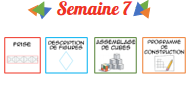 Semaine 7
FRISE
DESCRIPTION
DE FIGURES
ASSEMBLAGE
DE CUBES
PROGRAMME
DE
CONSTRUCTION